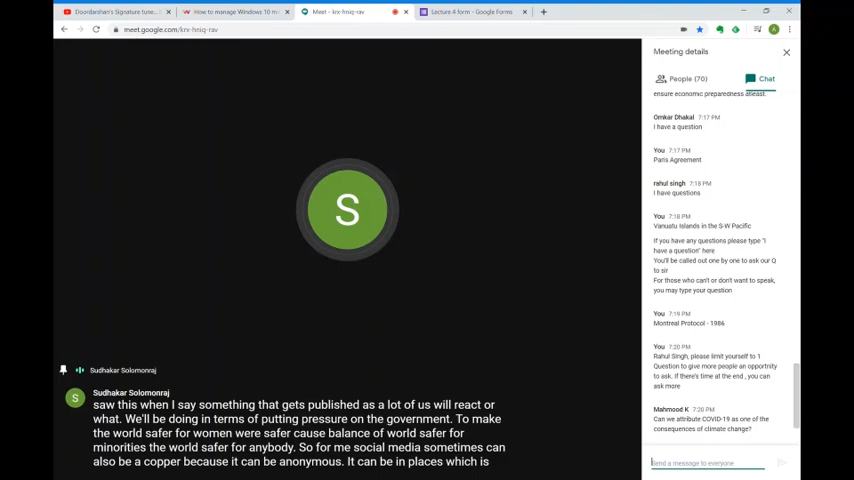 Doordarshan's Signature tune...
How to manage Windows 10 n
Meet - krx-hniq-rav
Lecture 4 form - Google Forms
meet.google.com/krx-hniq-rav
A
Meeting details
People (70)
Chat
ensure economic preparedness atleast.
Omkar Dhakal 7:17 PM
I have a question
You 7:17 PM
Paris Agreement
rahul singh 7:18 PM
I have questions
You 7:18 PM
Vanuatu Islands in the S-W Pacific
If you have any questions please type "I
have a question" here
You'll be called out one by one to ask our Q
to sir
For those who can't or don't want to speak,
you may type your question
You 7:19 PM
Montreal Protocol - 1986
You 7:20 PM
Rahul Singh, please limit yourself to 1
Question to give more people an opportnity
to ask. If there's time at the end , you can
ask more
Mahmood K 7:20 PM
Can we attribute COVID-19 as one of the
consequences of climate change?
Send a message to everyone
S
Sudhakar Solomonraj
S
Sudhakar Solomonraj
saw this when I say something that gets published as a lot of us will react or
what. We'll be doing in terms of putting pressure on the government. To make
the world safer for women were safer cause balance of world safer for
minorities the world safer for anybody. So for me social media sometimes can
also be a copper because it can be anonymous. It can be in places which is